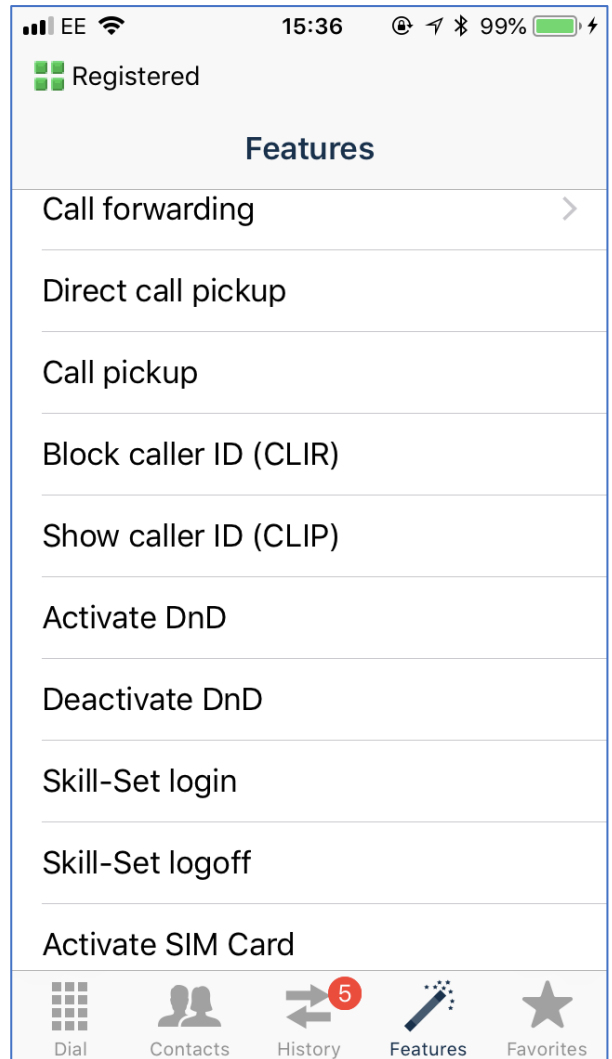 EE 15:36 99%
Registered
Features
Call forwarding
Direct call pickup
Call pickup
Block caller ID (CLIR)
Show caller ID (CLIP)
Activate DnD
Deactivate DnD
Skill-Set login
Skill-Set logoff
Activate SIM Card
5
Dial Contacts History Features Favorites